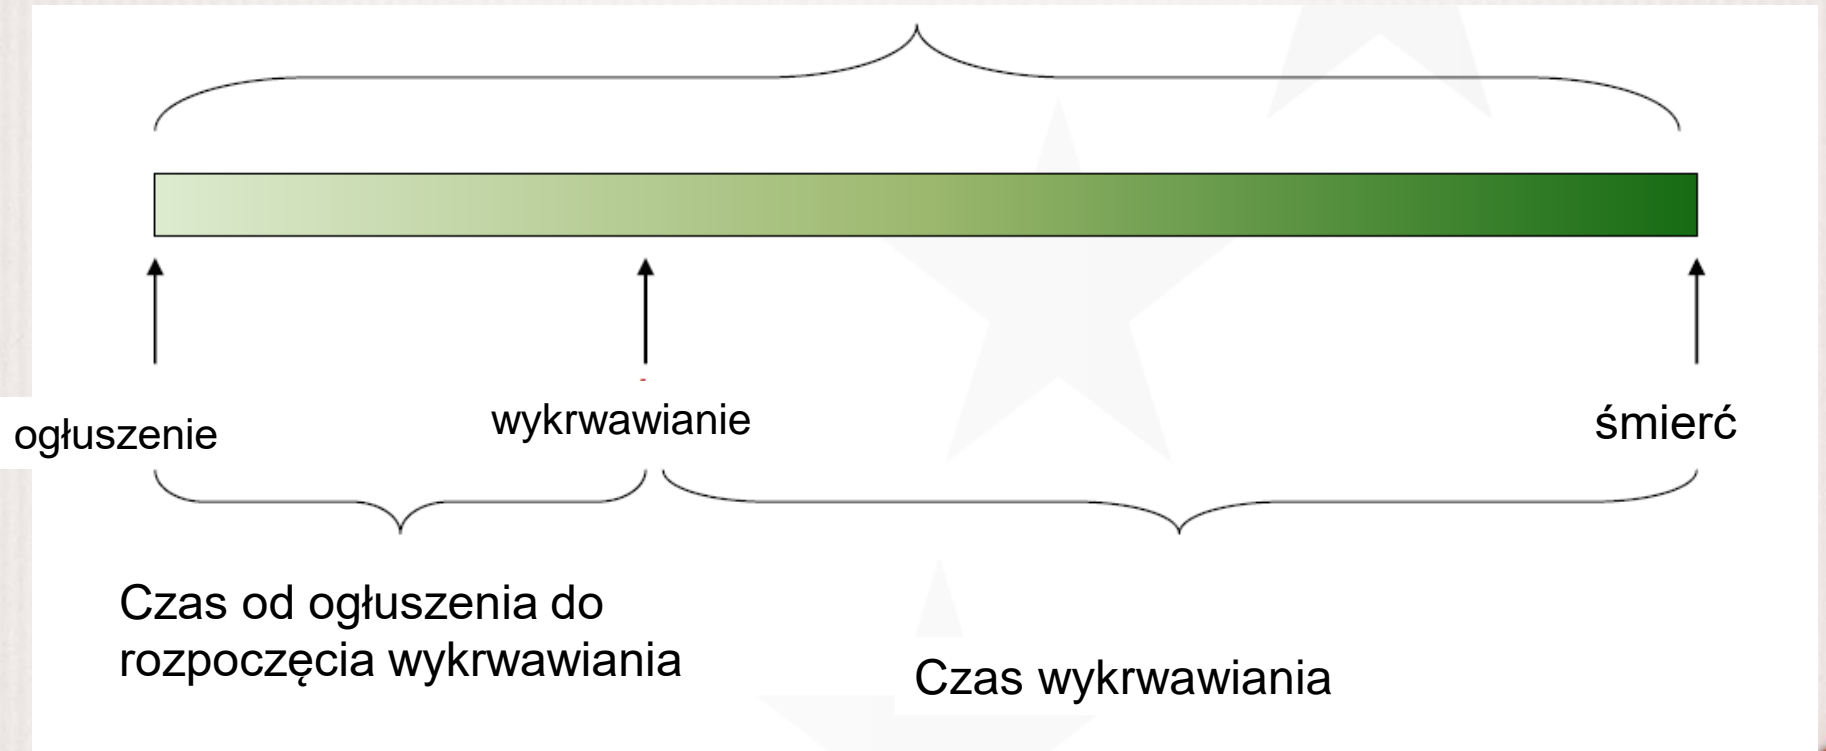 ogłuszenie
wykrwawianie
śmierć
Czas od ogłuszenia do
rozpoczęcia wykrwawiania
Czas wykrwawiania